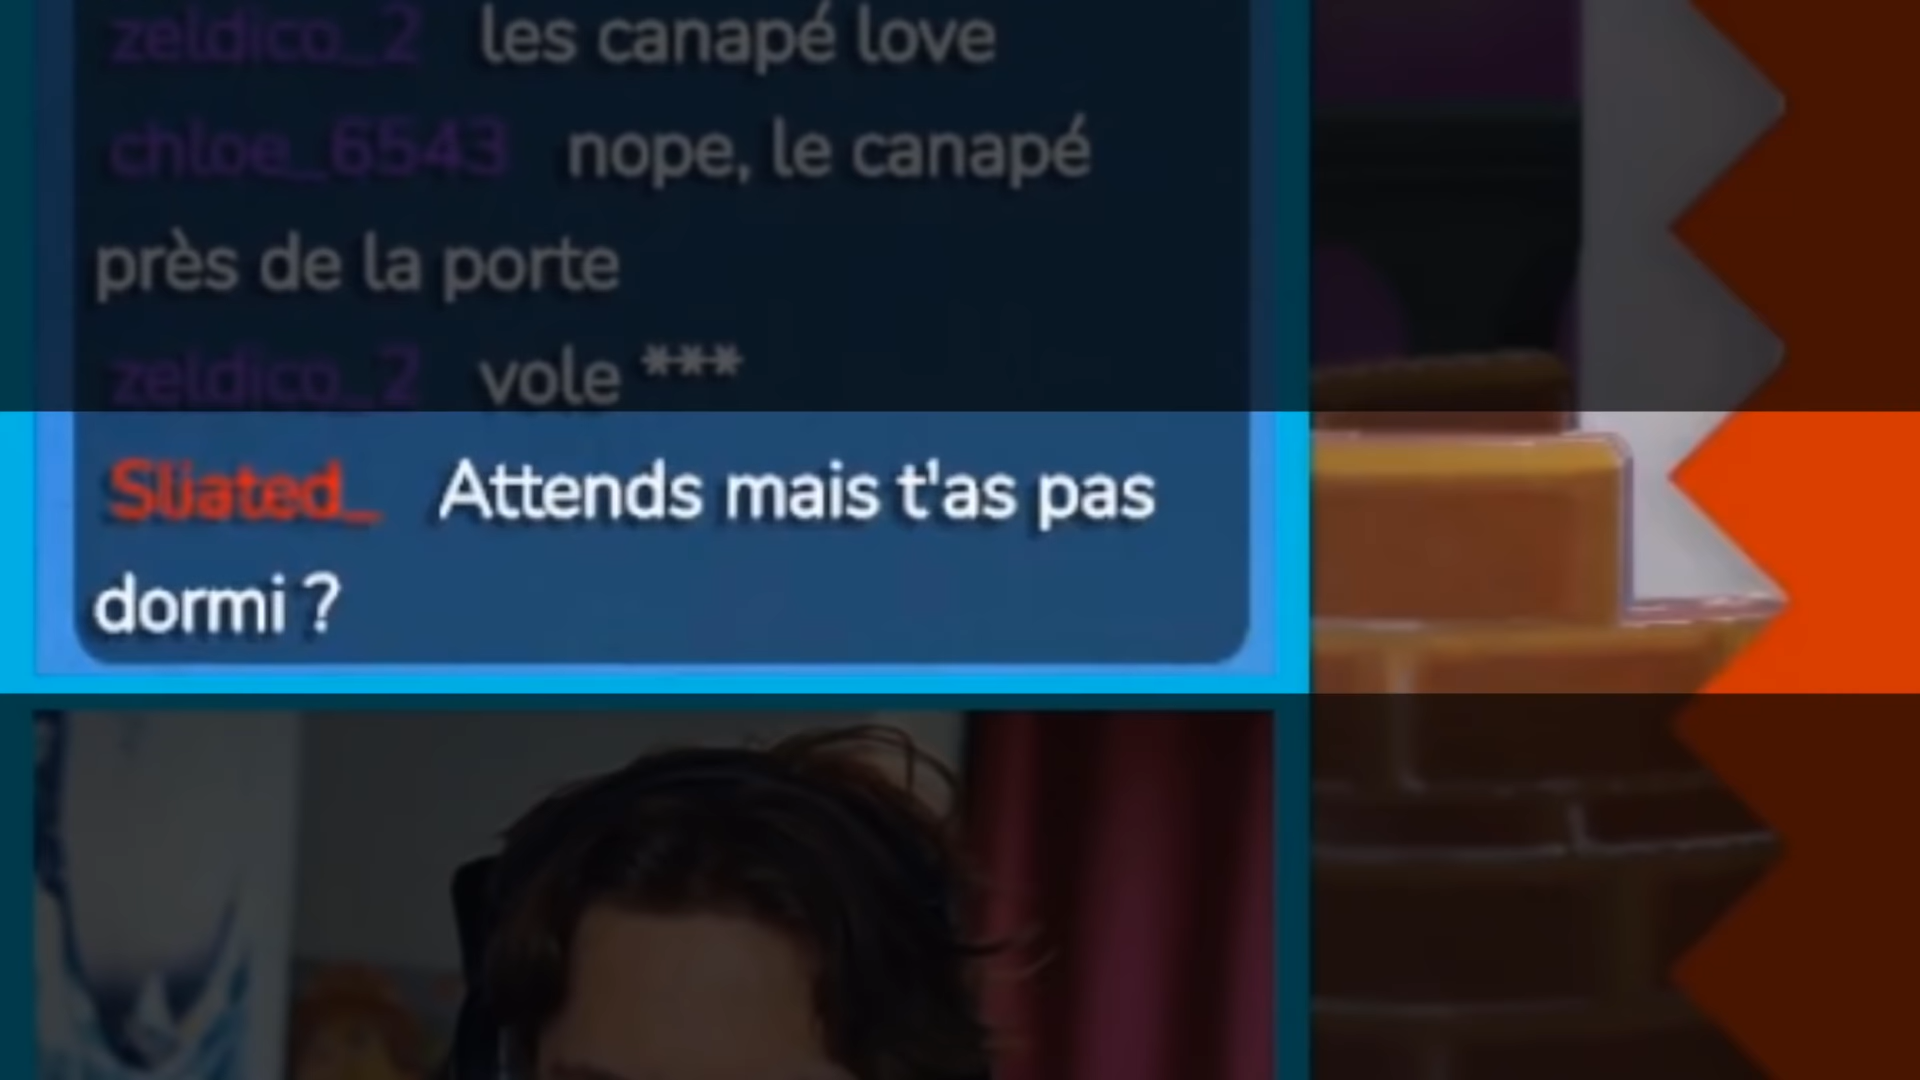 zeldico_2 les canapé love
chloe_6543 nope, le canapé
près de la porte
zeldico_2 vole ***
Sliated_ Attends mais t'as pas
dormi ?